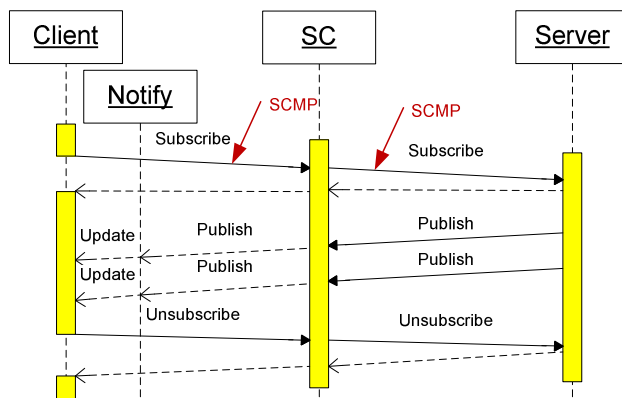 Client
SC
Server
Notify
SCMP
SCMP
Subscribe
Subscribe
Publish
Publish
Update
Publish
Publish
Update
Unsubscribe
Unsubscribe